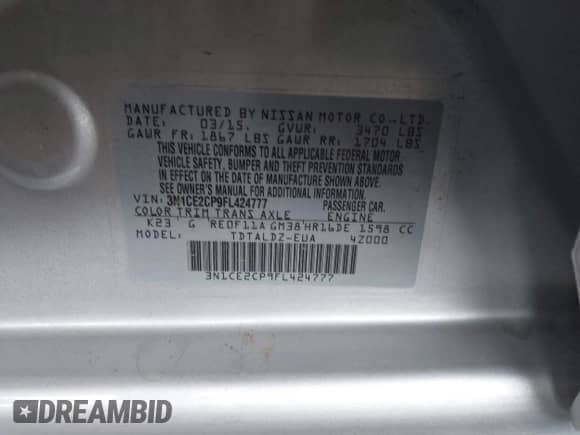 MANUFACTURED BY NISSAN MOTOR CO.,LTD.
DATE: 03/15. GVWR: 3470 LBS
GAWR FR: 1867 LBS GAWR RR: 1704 LBS
THIS VEHICLE CONFORMS TO ALL APPLICABLE FEDERAL MOTOR
VEHICLE SAFETY, BUMPER AND THEFT PREVENTION STANDARDS
IN EFFECT ON THE DATE OF MANUFACTURE SHOWN ABOVE.
SEE OWNER'S MANUAL FOR ADDITIONAL INFORMATION.
VIN: 3N1CE2CP9FL424777 PASSENGER CAR.
COLOR TRIM TRANS AXLE ENGINE
K23 G RE0F11A GM38 HR16DE 1598 CC
MODEL: TDTALDZ-EUA 4Z000
3N1CE2CP9FL424777
DREAMBID